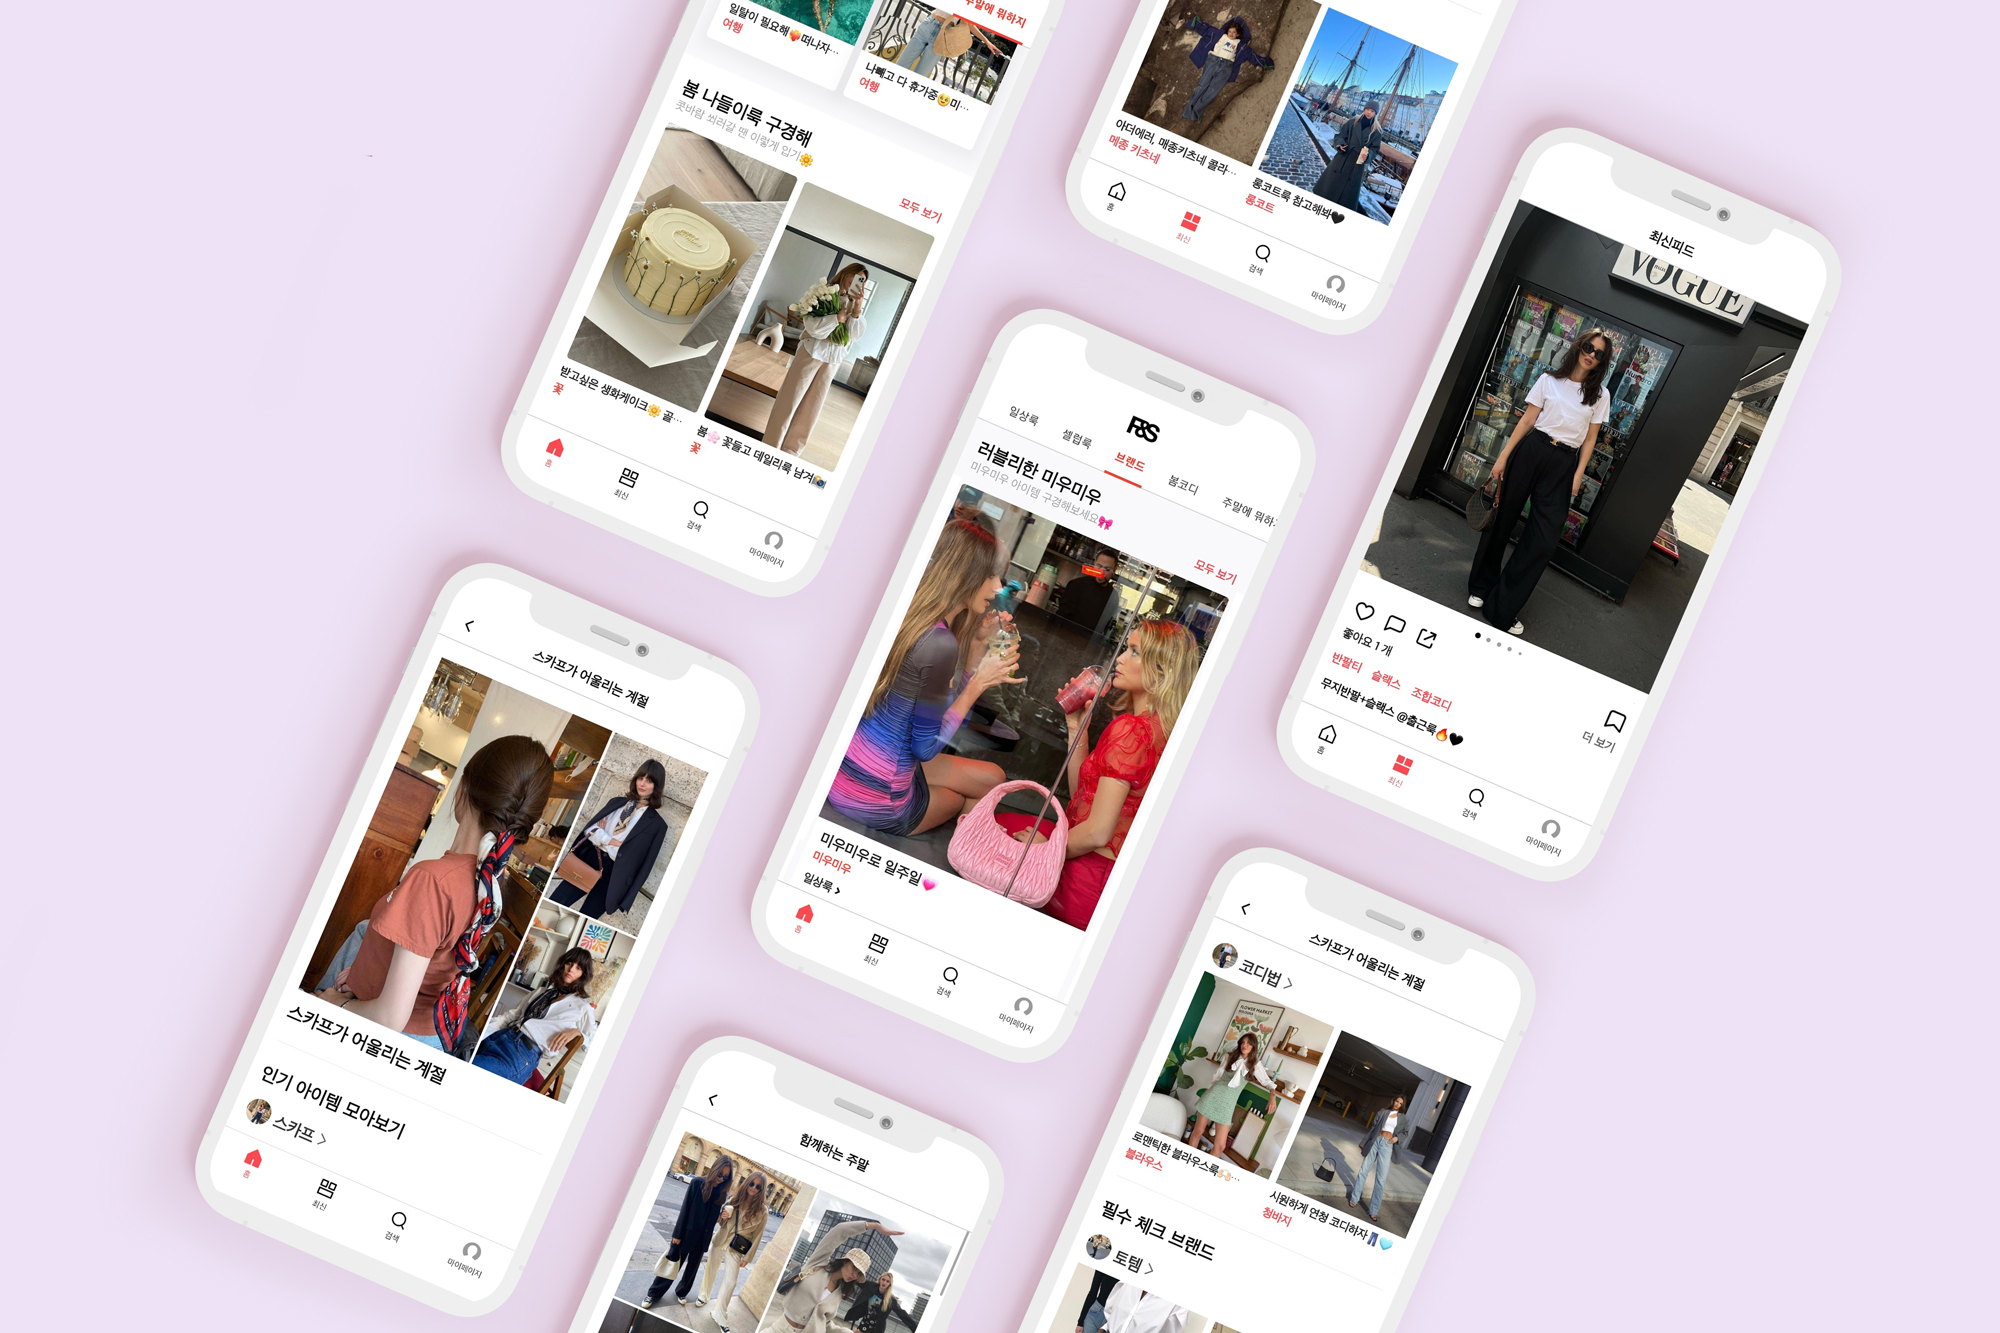 일탈이 필요해❤️‍🔥떠나자…
여행
주말에 뭐하지
나빼고 다 휴가중🥹미…
여행
봄 나들이룩 구경해
콧바람 쐬러갈 땐 이렇게 입기🌼
모두 보기
받고싶은 생화케이크🌼 골…
꽃
봄🌸 꽃들고 데일리룩 남겨📸
꽃
홈
최신
검색
마이페이지
아더에러, 메종키츠네 콜라…
메종 키츠네
롱코트룩 참고해봐🖤
롱코트
홈
최신
검색
마이페이지
최신피드
VOGUE
좋아요 1 개
반팔티 슬랙스 조합코디
무지반팔+슬랙스 @출근룩🔥🖤
더 보기
홈
최신
검색
마이페이지
F&S
일상룩
셀럽룩
브랜드
봄코디
주말에 뭐하
러블리한 미우미우
미우미우 아이템 구경해보세요🎀
모두 보기
미우미우로 일주일💗
미우미우
일상룩 >
홈
최신
검색
마이페이지
<
스카프가 어울리는 계절
스카프가 어울리는 계절
인기 아이템 모아보기
스카프 >
홈
최신
검색
마이페이지
<
함께하는 주말
<
스카프가 어울리는 계절
코디법 >
FLOWER MARKET
로맨틱한 블라우스룩🫶🏻…
블라우스
시원하게 연청 코디하자👖🩵
청바지
필수 체크 브랜드
토템 >